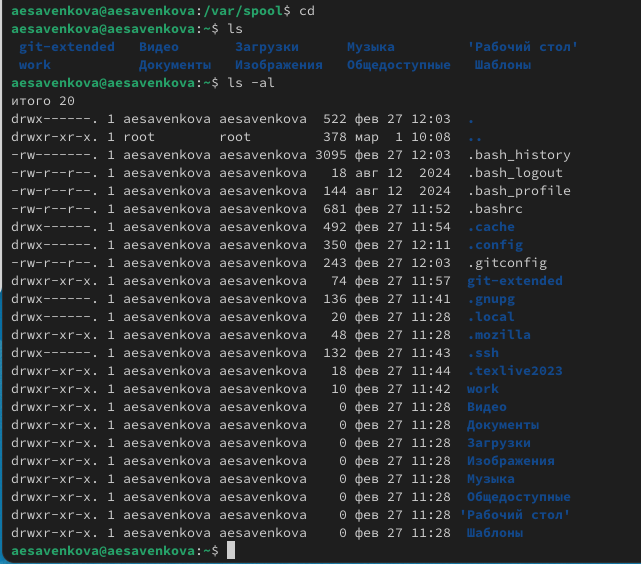 aesavenkova@aesavenkova:/var/spool$ cd
aesavenkova@aesavenkova:~$ ls
git-extended   Видео       Загрузки      Музыка          'Рабочий стол'
work           Документы   Изображения   Общедоступные    Шаблоны
aesavenkova@aesavenkova:~$ ls -al
итого 20
drwx------. 1 aesavenkova aesavenkova  522 фев 27 12:03  .
drwxr-xr-x. 1 root        root         378 мар  1 10:08  ..
-rw-------. 1 aesavenkova aesavenkova 3095 фев 27 12:03  .bash_history
-rw-r--r--. 1 aesavenkova aesavenkova   18 авг 12  2024  .bash_logout
-rw-r--r--. 1 aesavenkova aesavenkova  144 авг 12  2024  .bash_profile
-rw-r--r--. 1 aesavenkova aesavenkova  681 фев 27 11:52  .bashrc
drwx------. 1 aesavenkova aesavenkova  492 фев 27 11:54  .cache
drwx------. 1 aesavenkova aesavenkova  350 фев 27 12:11  .config
-rw-r--r--. 1 aesavenkova aesavenkova  243 фев 27 12:03  .gitconfig
drwxr-xr-x. 1 aesavenkova aesavenkova   74 фев 27 11:57  git-extended
drwx------. 1 aesavenkova aesavenkova  136 фев 27 11:41  .gnupg
drwx------. 1 aesavenkova aesavenkova   20 фев 27 11:28  .local
drwxr-xr-x. 1 aesavenkova aesavenkova   48 фев 27 11:28  .mozilla
drwx------. 1 aesavenkova aesavenkova  132 фев 27 11:43  .ssh
drwxr-xr-x. 1 aesavenkova aesavenkova   18 фев 27 11:44  .texlive2023
drwxr-xr-x. 1 aesavenkova aesavenkova   10 фев 27 11:42  work
drwxr-xr-x. 1 aesavenkova aesavenkova    0 фев 27 11:28  Видео
drwxr-xr-x. 1 aesavenkova aesavenkova    0 фев 27 11:28  Документы
drwxr-xr-x. 1 aesavenkova aesavenkova    0 фев 27 11:28  Загрузки
drwxr-xr-x. 1 aesavenkova aesavenkova    0 фев 27 11:28  Изображения
drwxr-xr-x. 1 aesavenkova aesavenkova    0 фев 27 11:28  Музыка
drwxr-xr-x. 1 aesavenkova aesavenkova    0 фев 27 11:28  Общедоступные
drwxr-xr-x. 1 aesavenkova aesavenkova    0 фев 27 11:28 'Рабочий стол'
drwxr-xr-x. 1 aesavenkova aesavenkova    0 фев 27 11:28  Шаблоны
aesavenkova@aesavenkova:~$